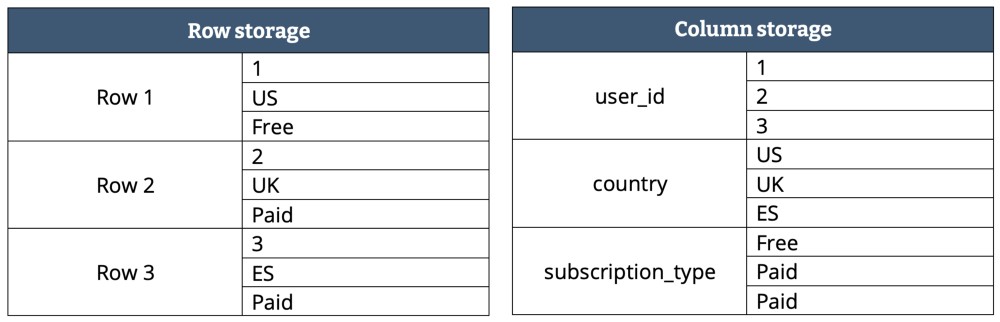 Row storage
Row 1
1
US
Free
Row 2
2
UK
Paid
Row 3
3
ES
Paid
Column storage
user_id
1
2
3
country
US
UK
ES
subscription_type
Free
Paid
Paid